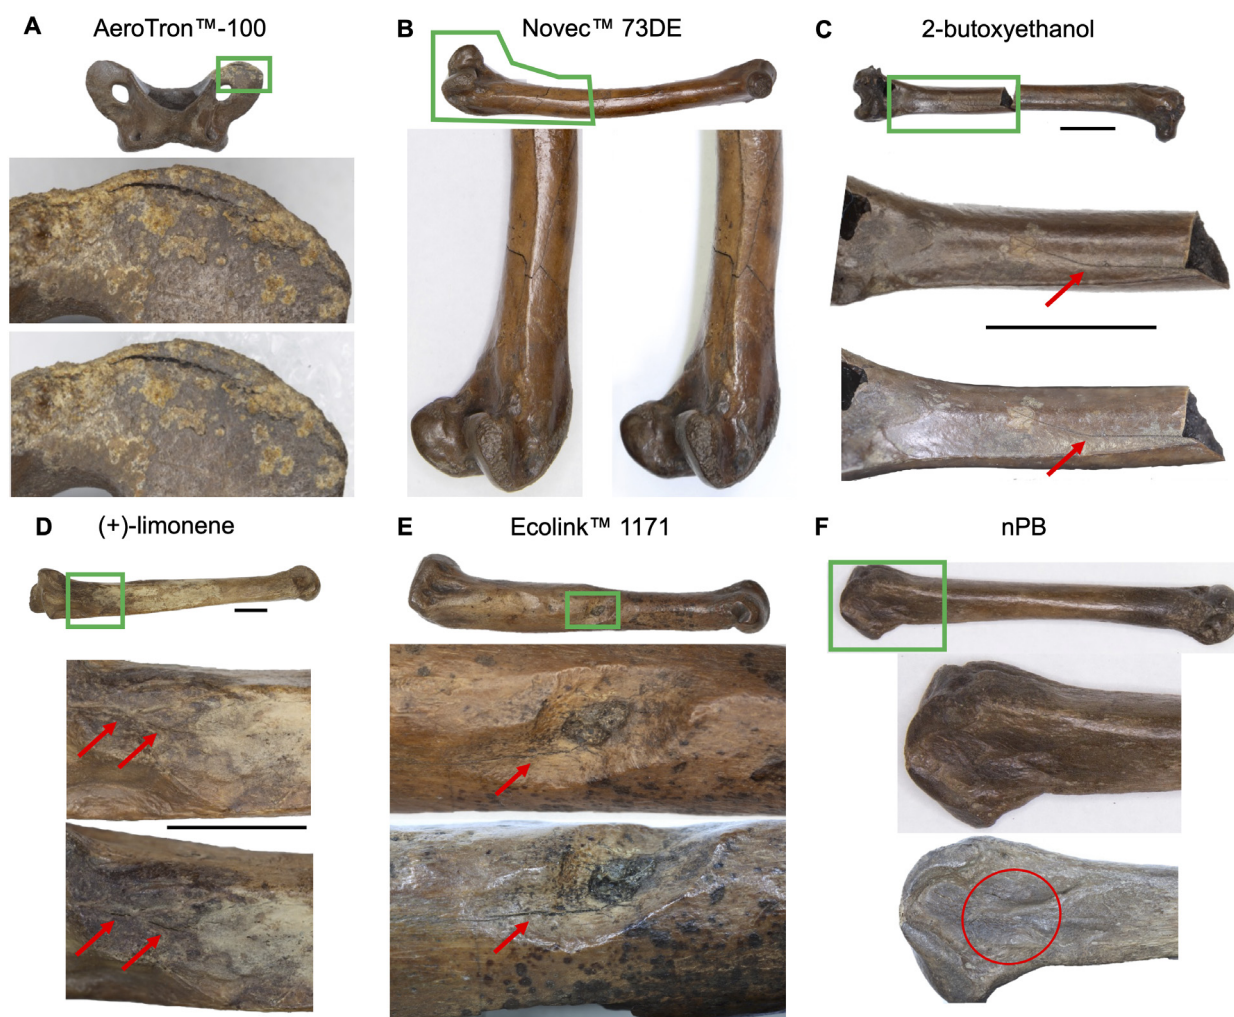 A AeroTron™-100
B Novec™ 73DE
C 2-butoxyethanol
D (+)-limonene
E Ecolink™ 1171
F nPB